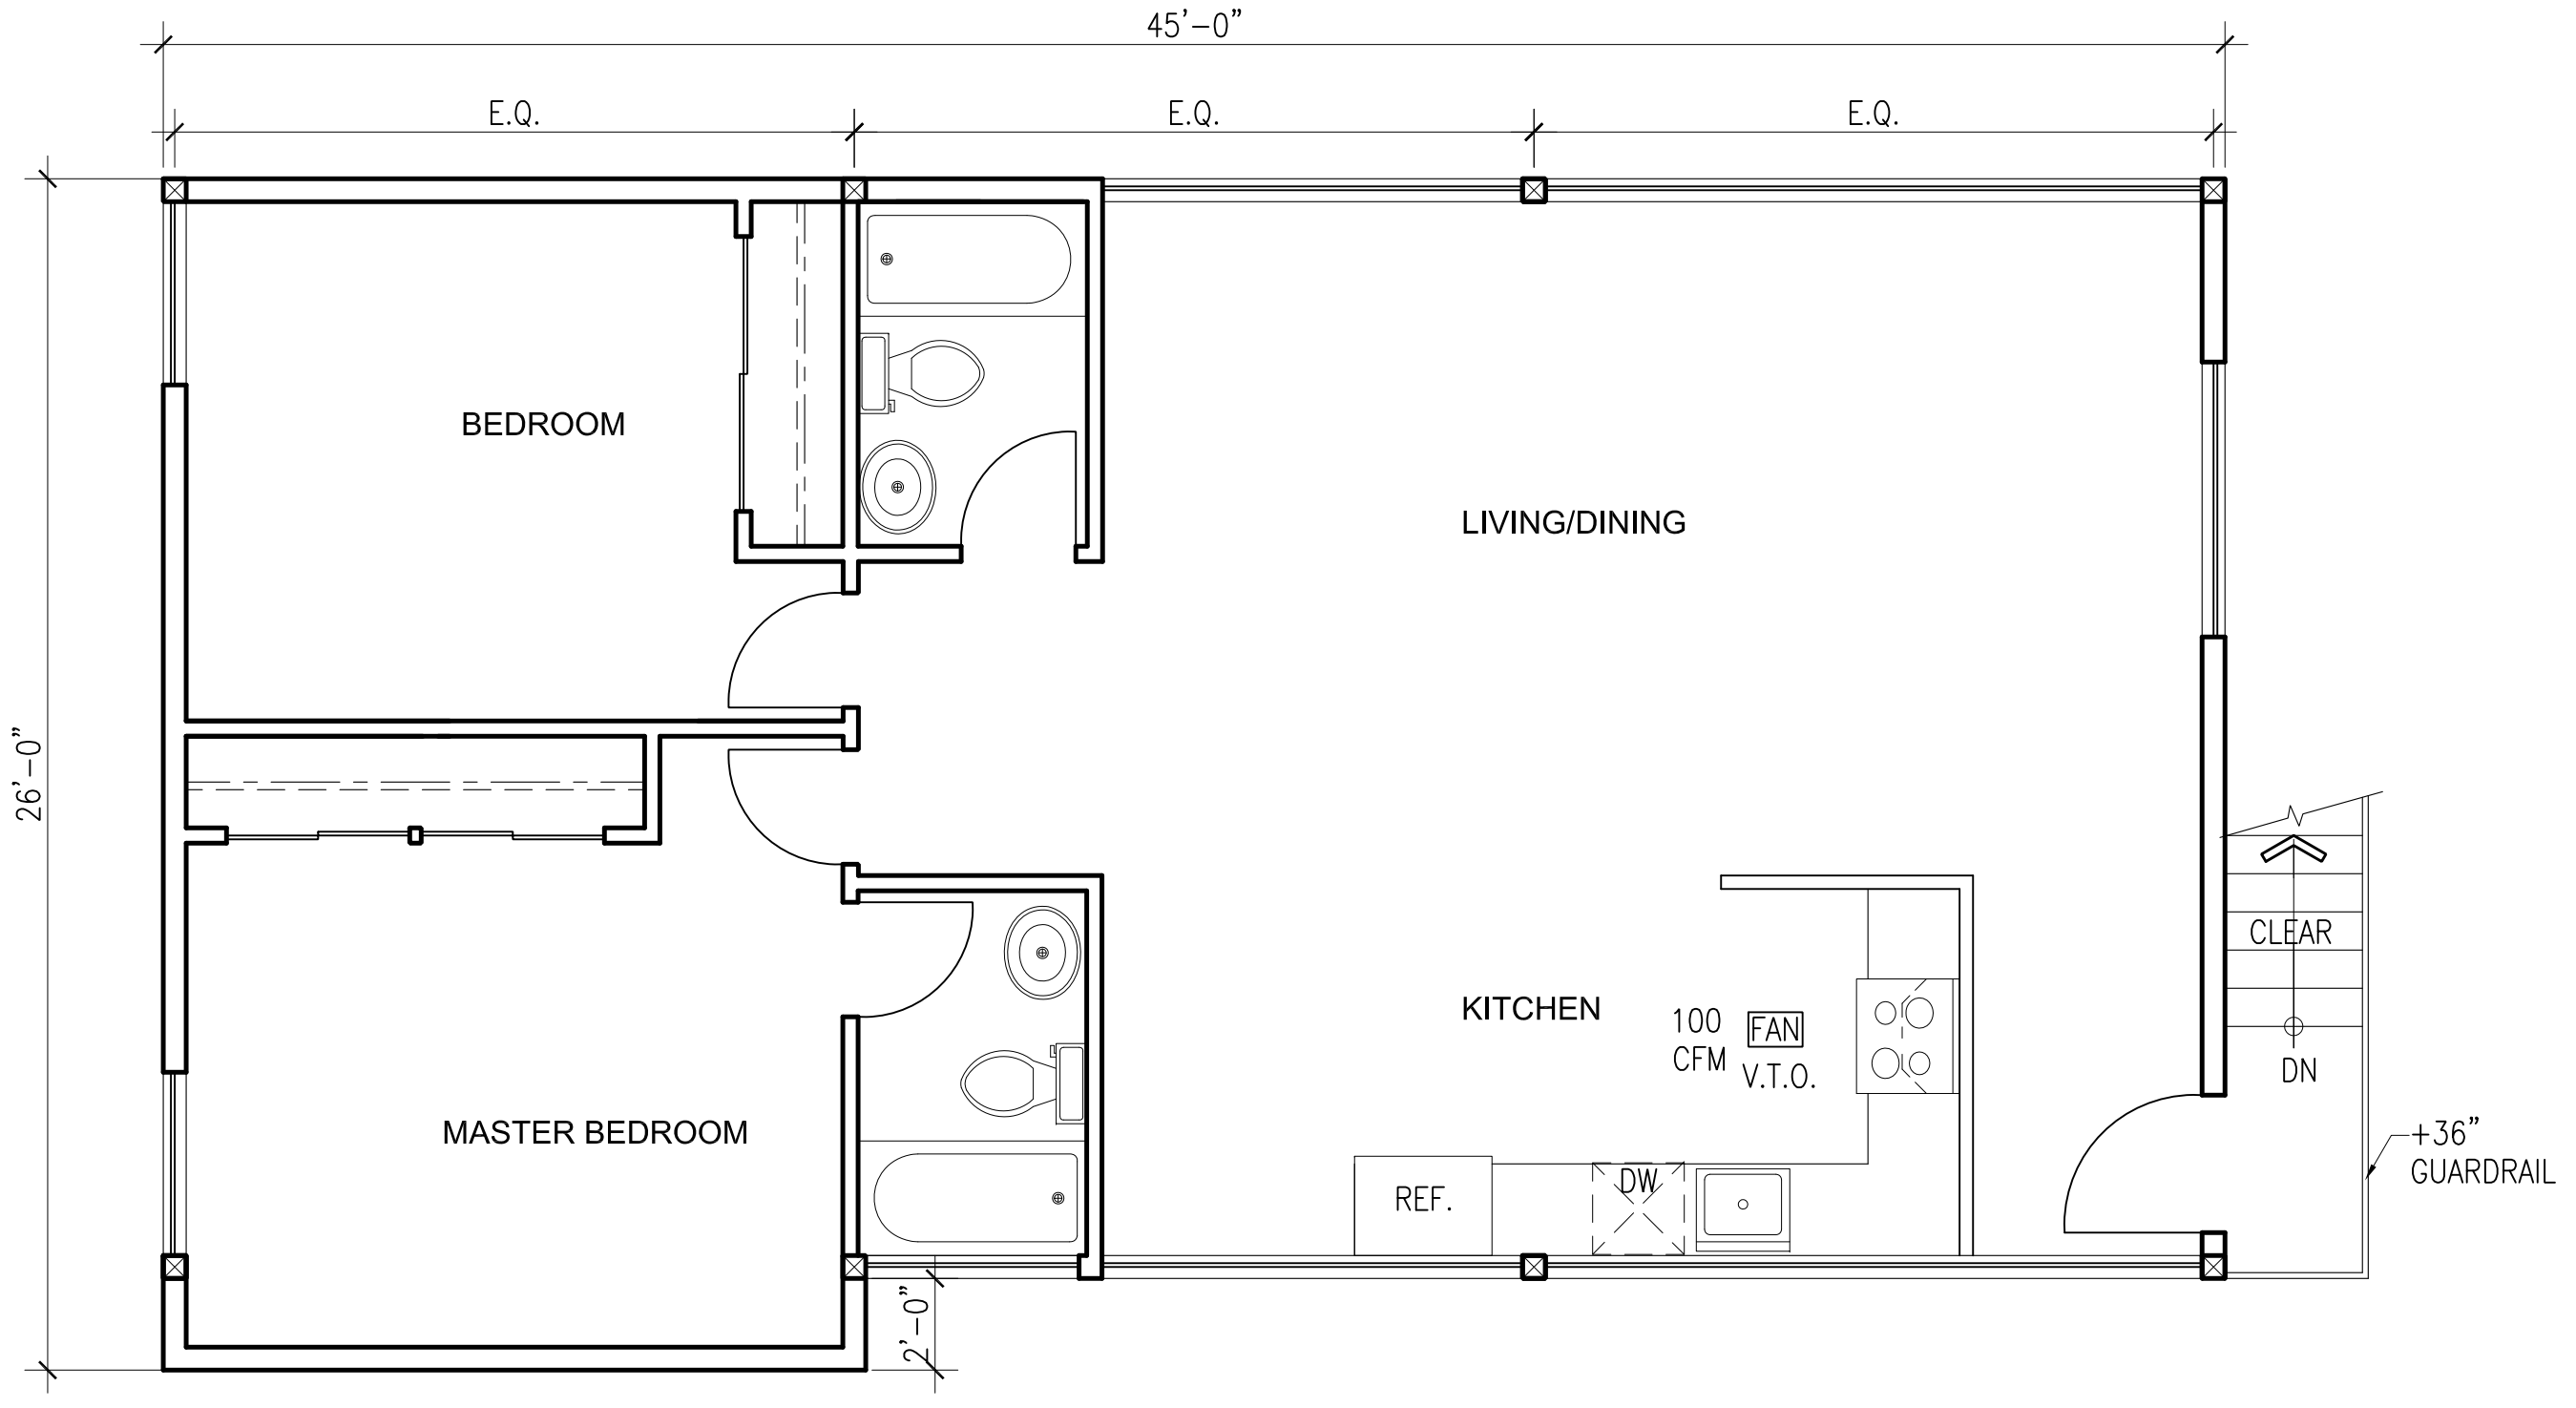 45'-0"
E.Q.
E.Q.
E.Q.
BEDROOM
LIVING/DINING
26'-0"
CLEAR
KITCHEN
100
CFM
FAN
V.T.O.
DN
MASTER BEDROOM
+36"
GUARDRAIL
DW
REF.
2'-0"